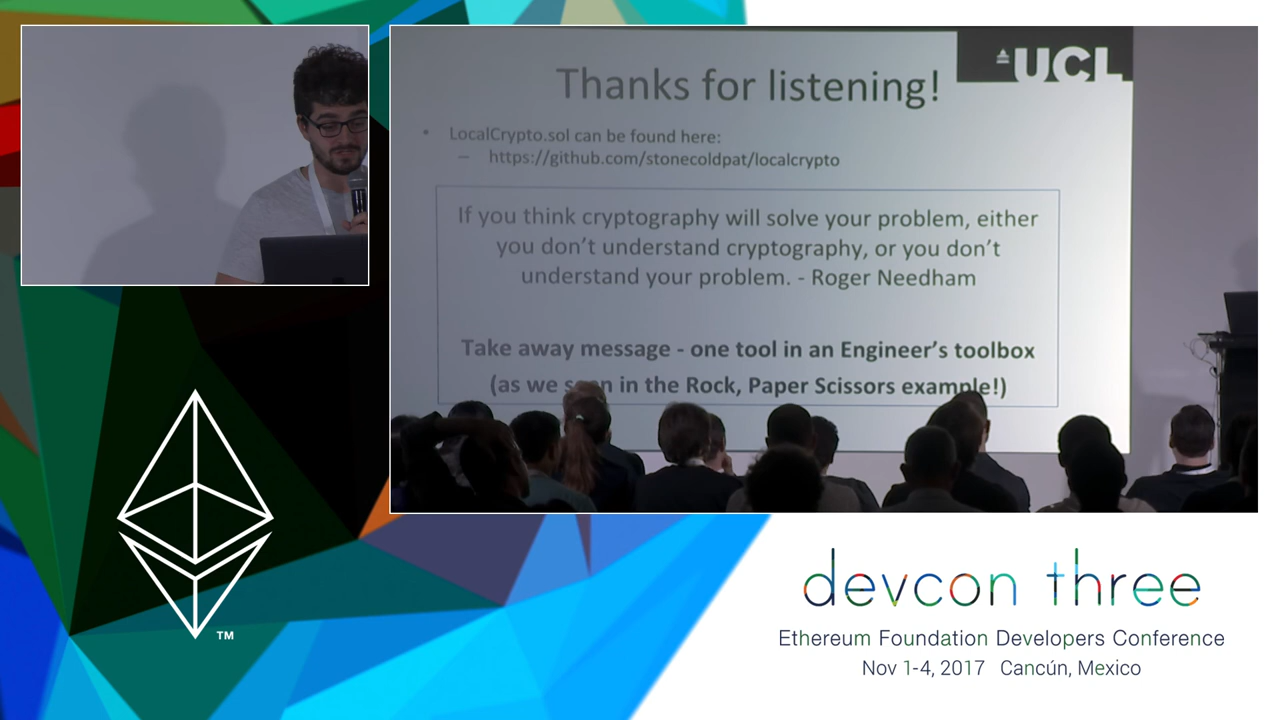 UCL
Thanks for listening!
• LocalCrypto.sol can be found here:
– https://github.com/stonecoldpat/localcrypto
If you think cryptography will solve your problem, either
you don't understand cryptography, or you don't
understand your problem. - Roger Needham
Take away message - one tool in an Engineer's toolbox
(as we seen in the Rock, Paper Scissors example!)
TM
devcon three
Ethereum Foundation Developers Conference
Nov 1-4, 2017 Cancún, Mexico